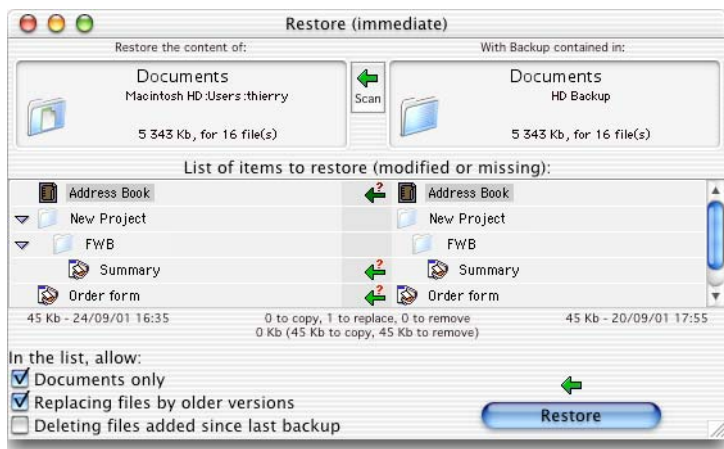 Restore (immediate)
Restore the content of:
With Backup contained in:
Documents
Macintosh HD:Users:thierry
5 343 Kb, for 16 file(s)
Scan
Documents
HD Backup
5 343 Kb, for 16 file(s)
List of items to restore (modified or missing):
Address Book ? Address Book
New Project New Project
FWB FWB
Summary ? Summary
Order form ? Order form
45 Kb - 24/09/01 16:35 0 to copy, 1 to replace, 0 to remove 45 Kb - 20/09/01 17:55
0 Kb (45 Kb to copy, 45 Kb to remove)
In the list, allow:
Documents only
Replacing files by older versions
Deleting files added since last backup
Restore